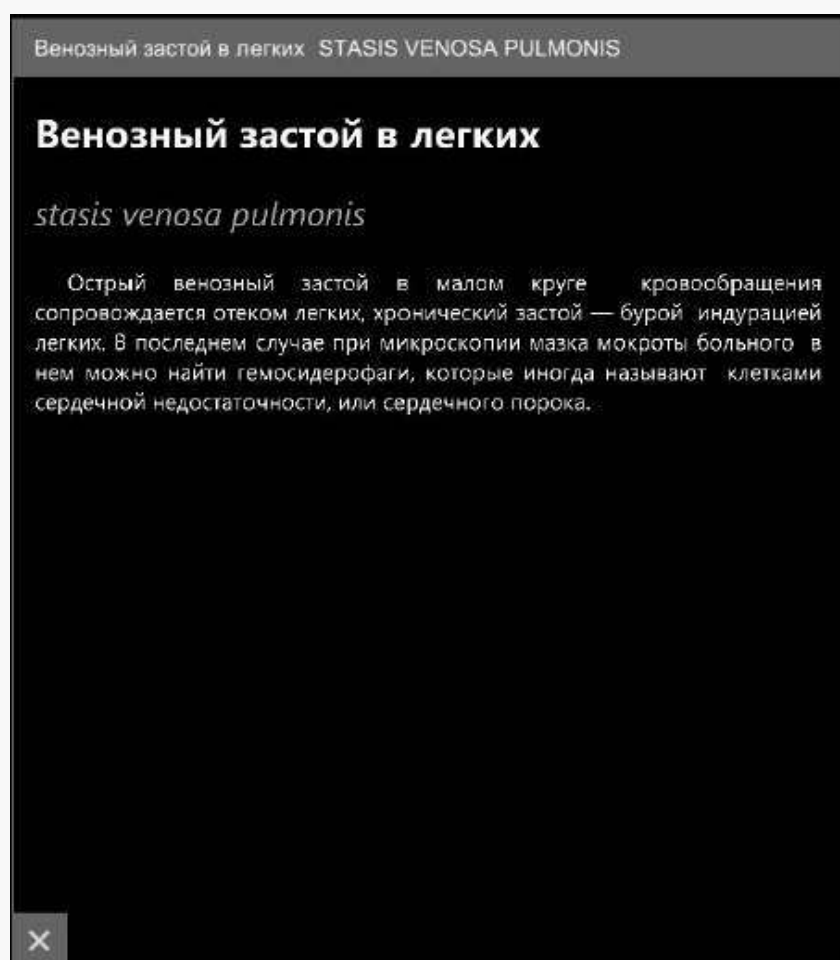 Венозный застой в легких STASIS VENOSA PULMONIS
Венозный застой в легких
stasis venosa pulmonis
Острый венозный застой в малом круге кровообращения
сопровождается отеком легких, хронический застой — бурой индурацией
легких. В последнем случае при микроскопии мазка мокроты больного в
нем можно найти гемосидерофаги, которые иногда называют клетками
сердечной недостаточности, или сердечного порока.